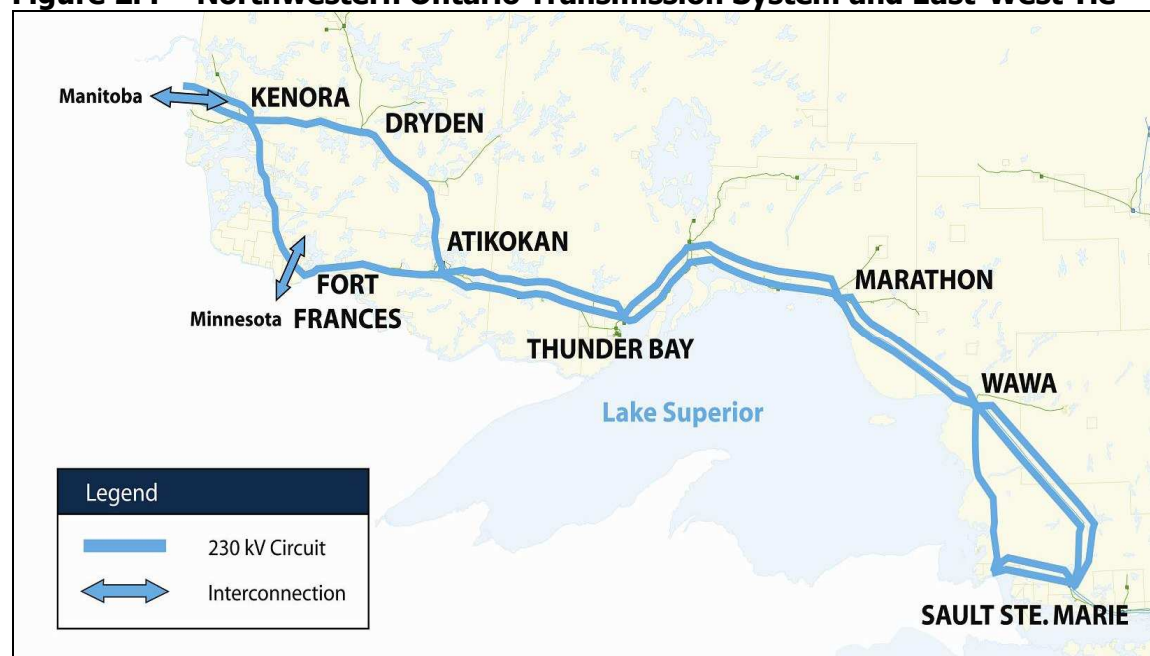 Northwestern Ontario Transmission System and East-West Tie
Manitoba
KENORA
DRYDEN
ATIKOKAN
MARATHON
FORT
FRANCES
Minnesota
THUNDER BAY
WAWA
Lake Superior
Legend
230 kV Circuit
Interconnection
SAULT STE. MARIE